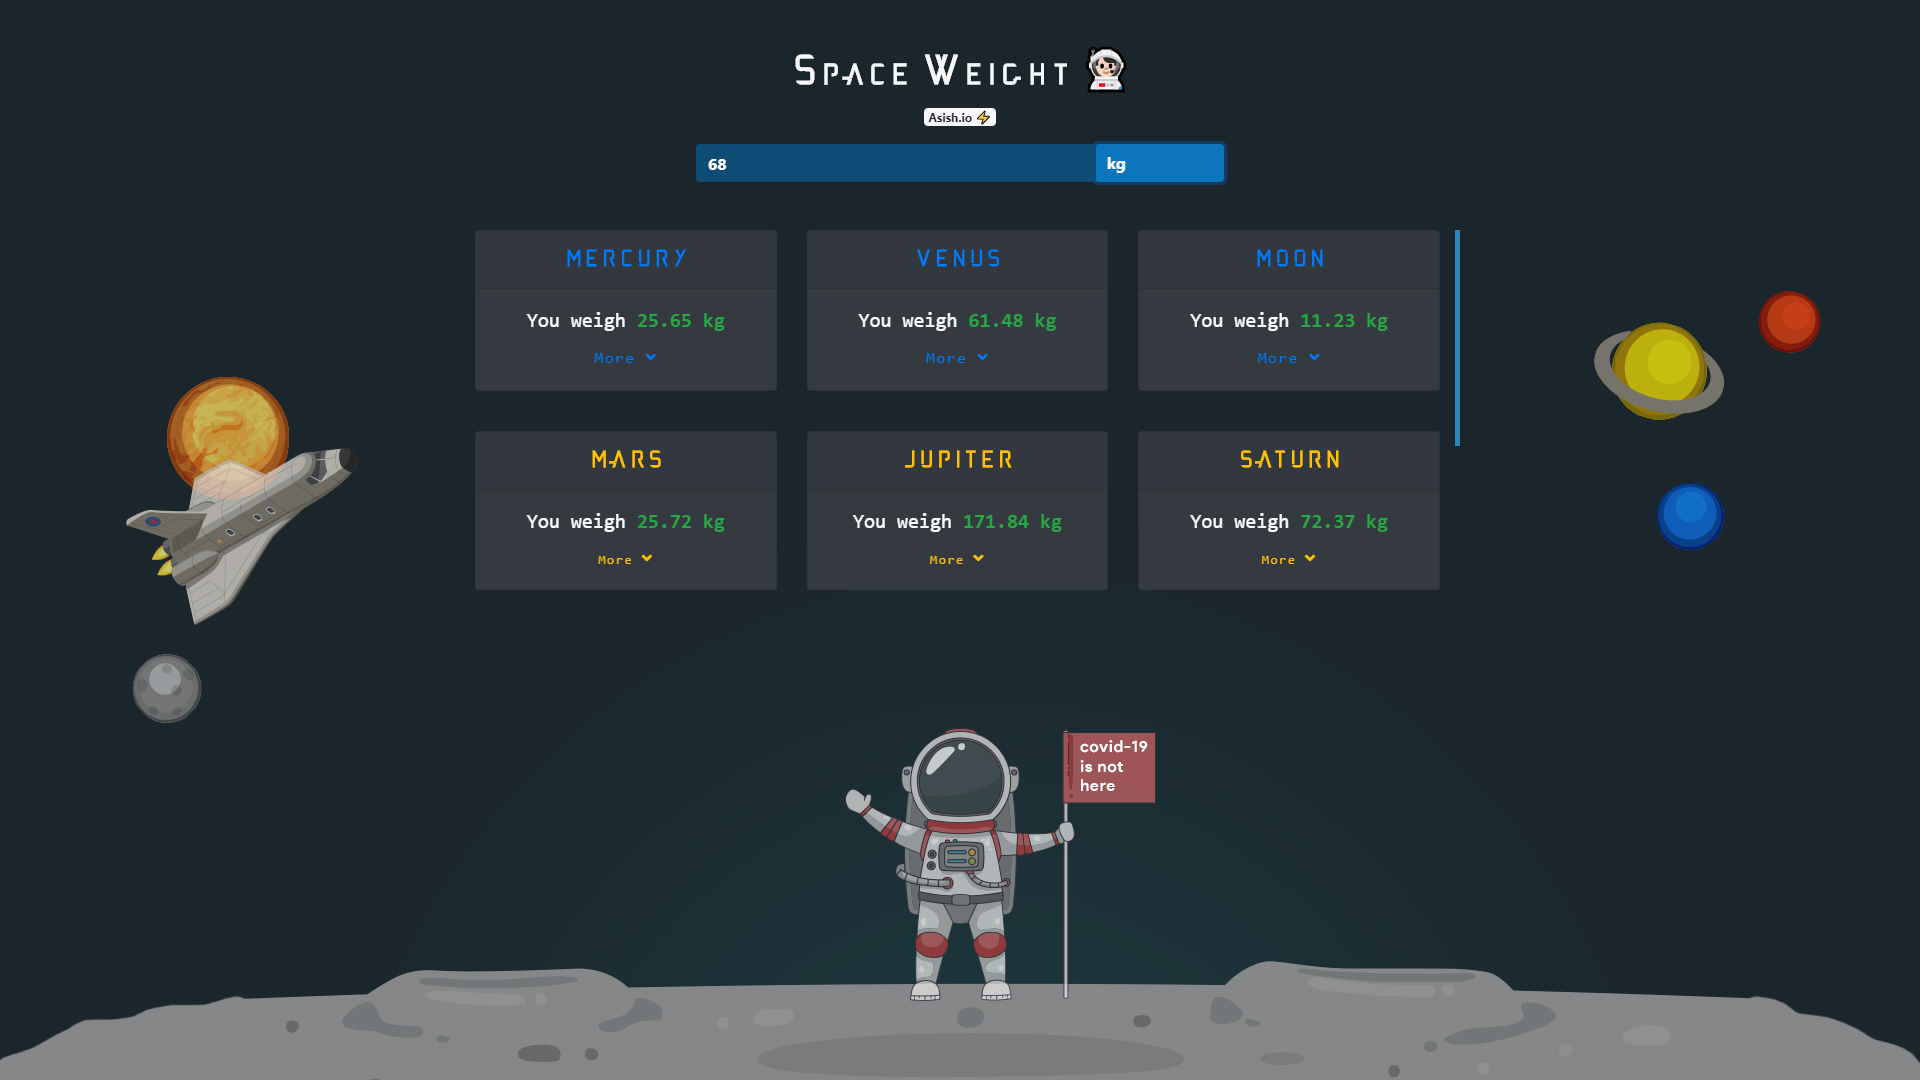 Space Weight
Asish.io
68
kg
MERCURY
You weigh 25.65 kg
More
VENUS
You weigh 61.48 kg
More
MOON
You weigh 11.23 kg
More
MARS
You weigh 25.72 kg
More
JUPITER
You weigh 171.84 kg
More
SATURN
You weigh 72.37 kg
More
covid-19
is not
here